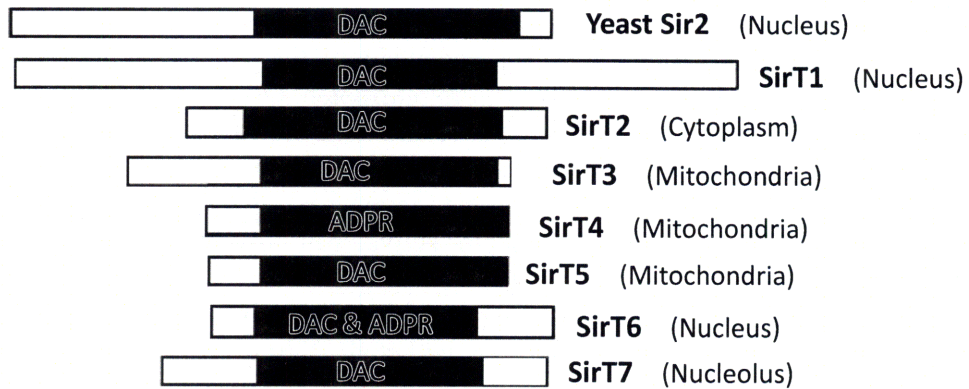 DAC Yeast Sir2 (Nucleus)
DAC SirT1 (Nucleus)
DAC SirT2 (Cytoplasm)
DAC SirT3 (Mitochondria)
ADPR SirT4 (Mitochondria)
DAC SirT5 (Mitochondria)
DAC & ADPR SirT6 (Nucleus)
DAC SirT7 (Nucleolus)